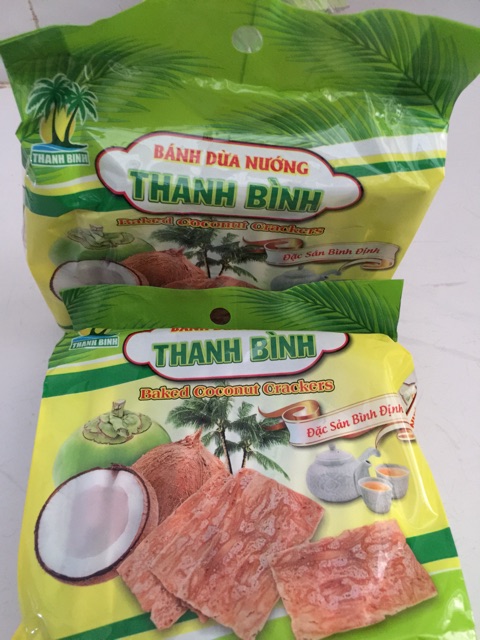 THANH BÌNH
BÁNH DỪA NƯỚNG
THANH BÌNH
Baked Coconut Crackers
Đặc Sản Bình Định
THANH BÌNH
THANH BÌNH
Baked Coconut Crackers
Đặc Sản Bình Định